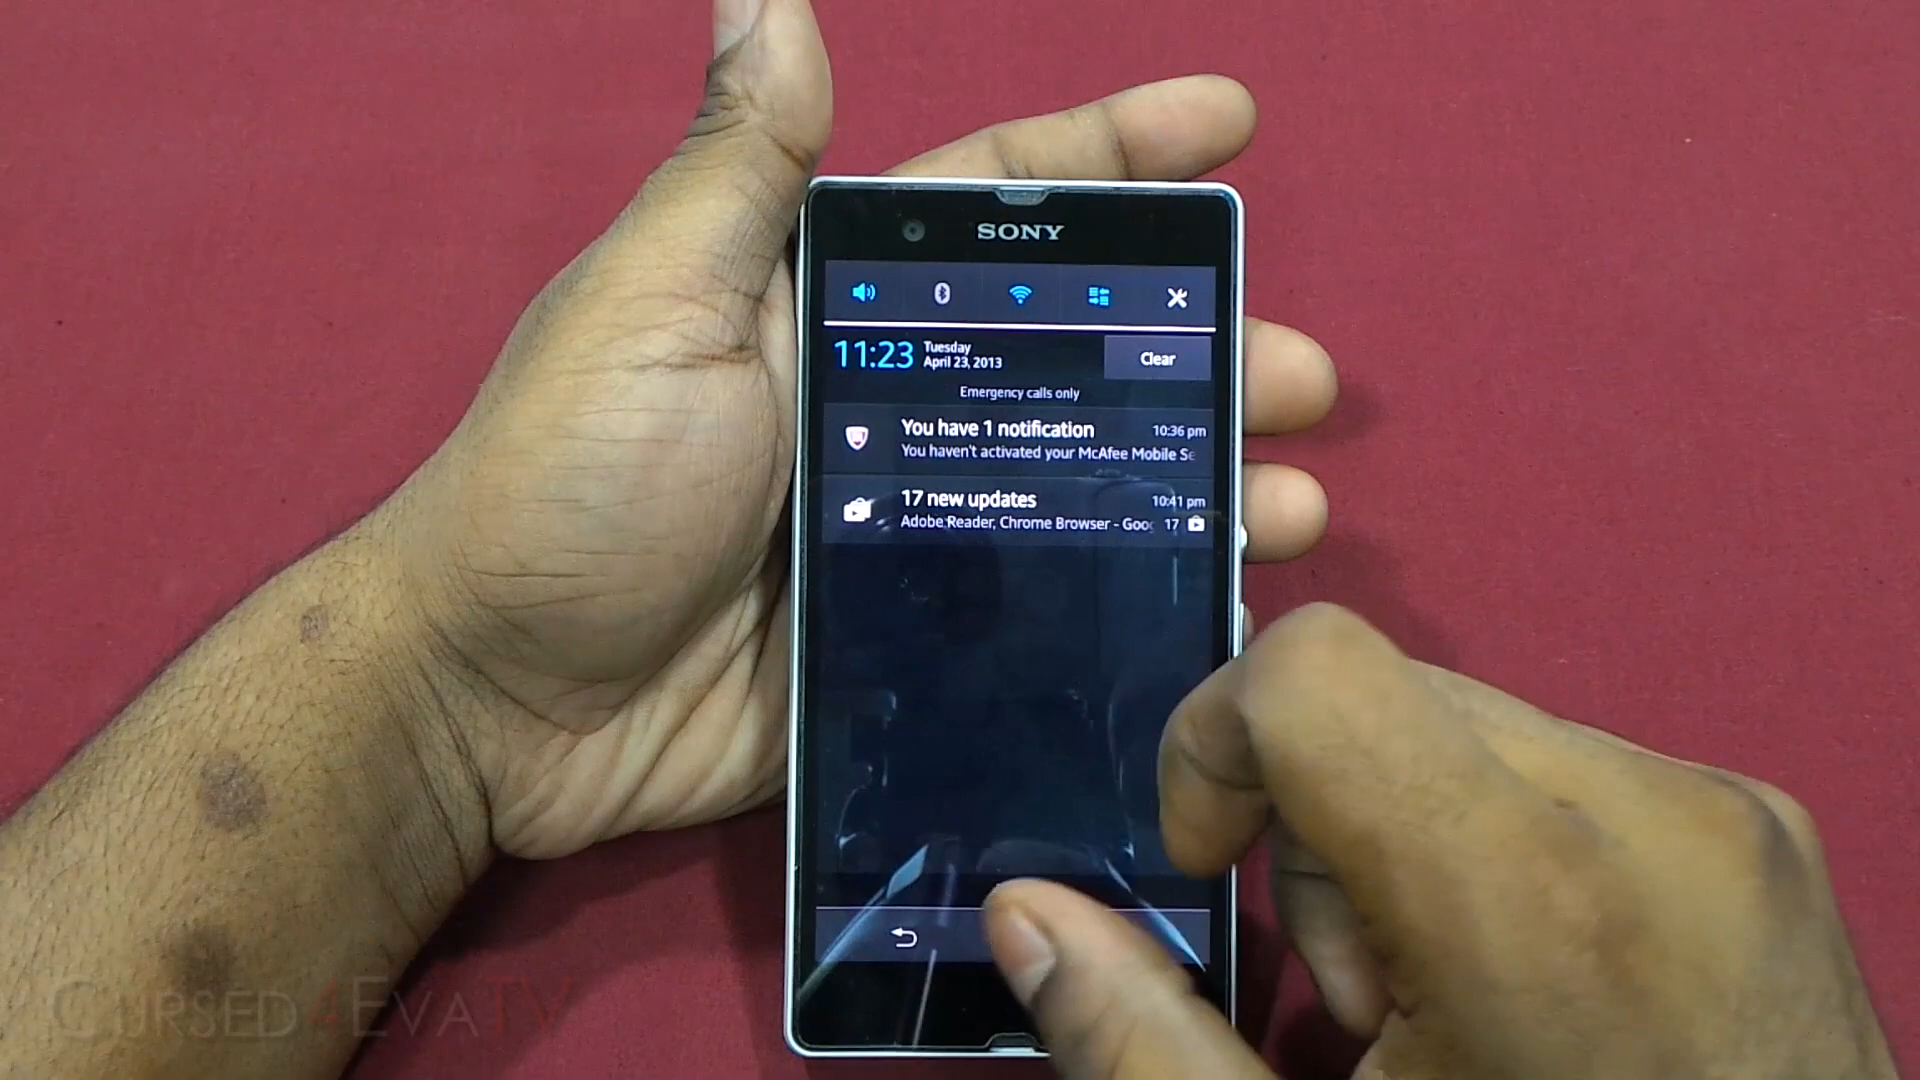 SONY
11:23
Tuesday
April 23, 2013
Clear
Emergency calls only
You have 1 notification
10:36 pm
You haven't activated your McAfee Mobile Se
17 new updates
10:41 pm
Adobe Reader, Chrome Browser - Goo
17
CURSED4EVATV